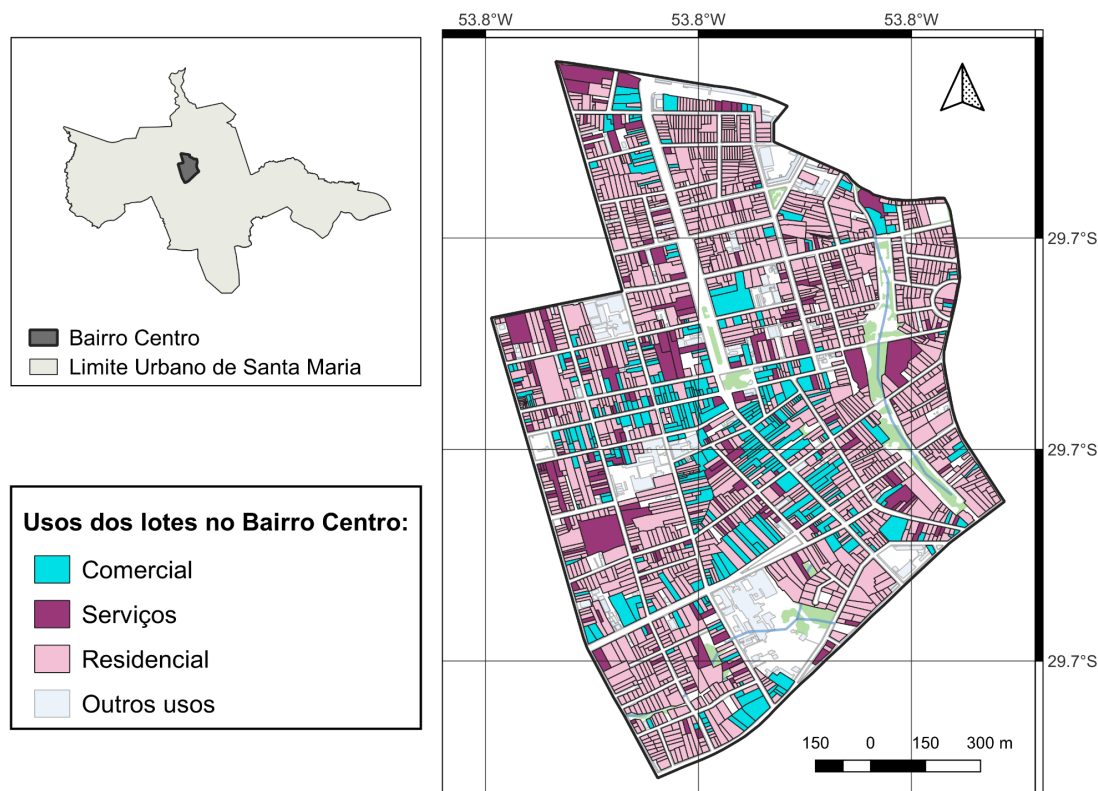 53.8°W 53.8°W 53.8°W
Bairro Centro
Limite Urbano de Santa Maria
Usos dos lotes no Bairro Centro:
Comercial
Serviços
Residencial
Outros usos
29.7°S
29.7°S
29.7°S
150 0 150 300 m